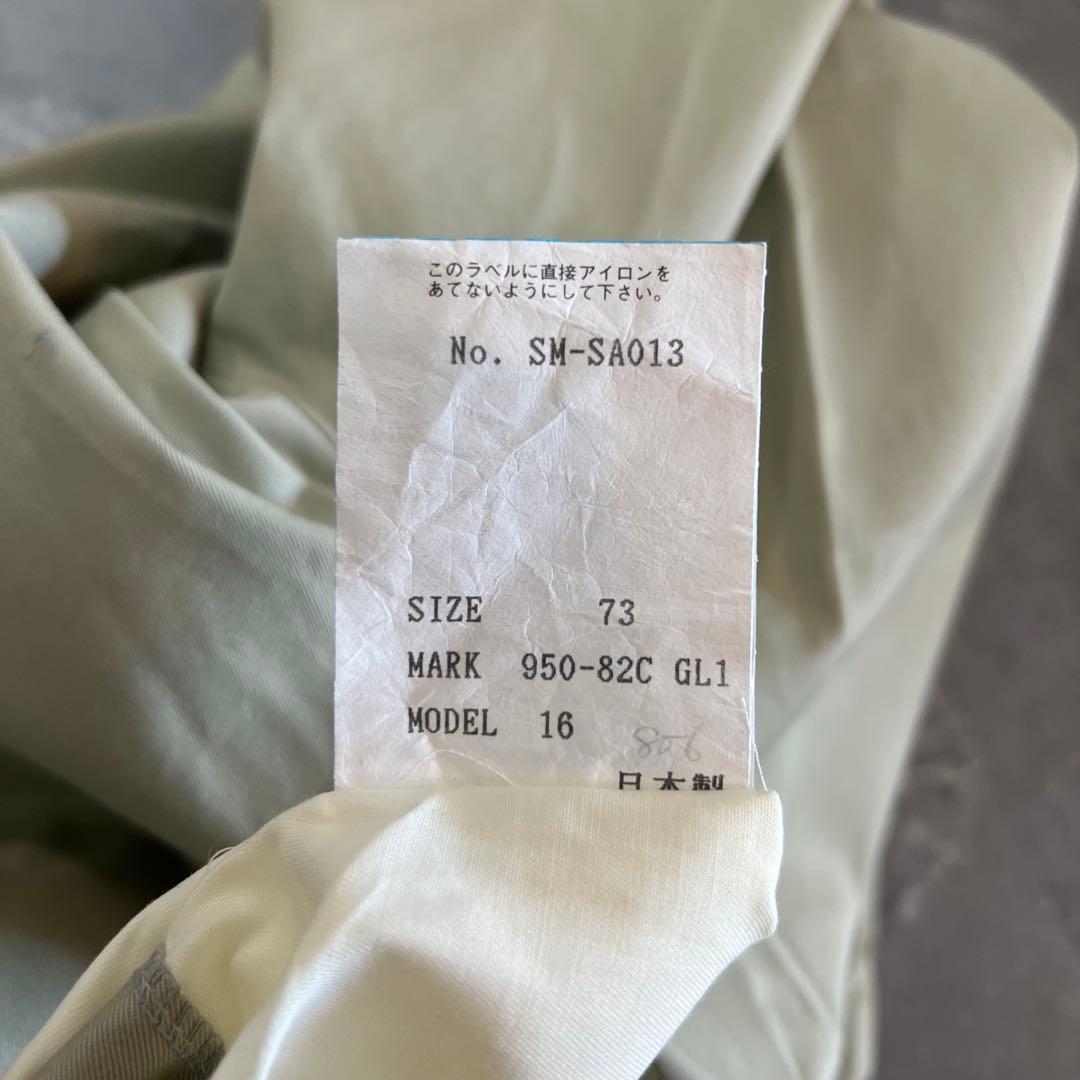 このラベルに直接アイロンを
あてないようにして下さい。
No. SM-SA013
SIZE 73
MARK 950-82C GL1
MODEL 16
806
日本製